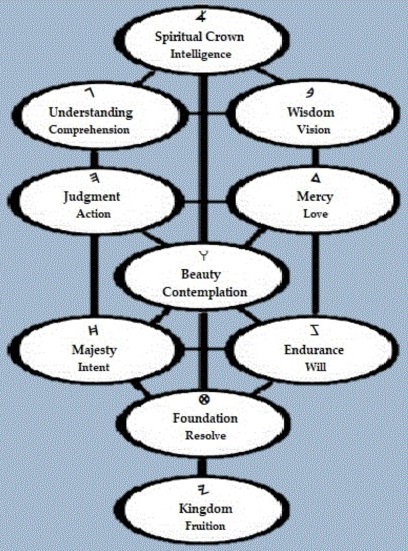 𐤀
Spiritual Crown
Intelligence
𐤂
Understanding
Comprehension
𐤁
Wisdom
Vision
𐤄
Judgment
Action
𐤃
Mercy
Love
𐤅
Beauty
Contemplation
𐤇
Majesty
Intent
𐤆
Endurance
Will
𐤈
Foundation
Resolve
𐤉
Kingdom
Fruition